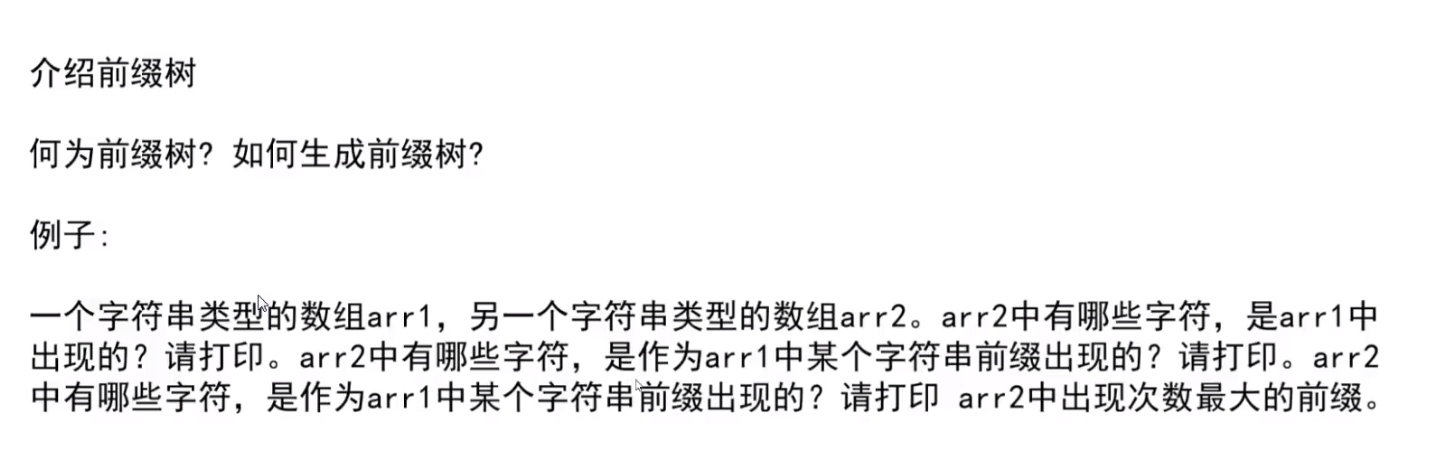 介绍前缀树
何为前缀树? 如何生成前缀树?
例子:
一个字符串类型的数组arr1，另一个字符串类型的数组arr2。arr2中有哪些字符，是arr1中
出现的？请打印。arr2中有哪些字符，是作为arr1中某个字符串前缀出现的？请打印。arr2
中有哪些字符，是作为arr1中某个字符串前缀出现的？请打印 arr2中出现次数最大的前缀。